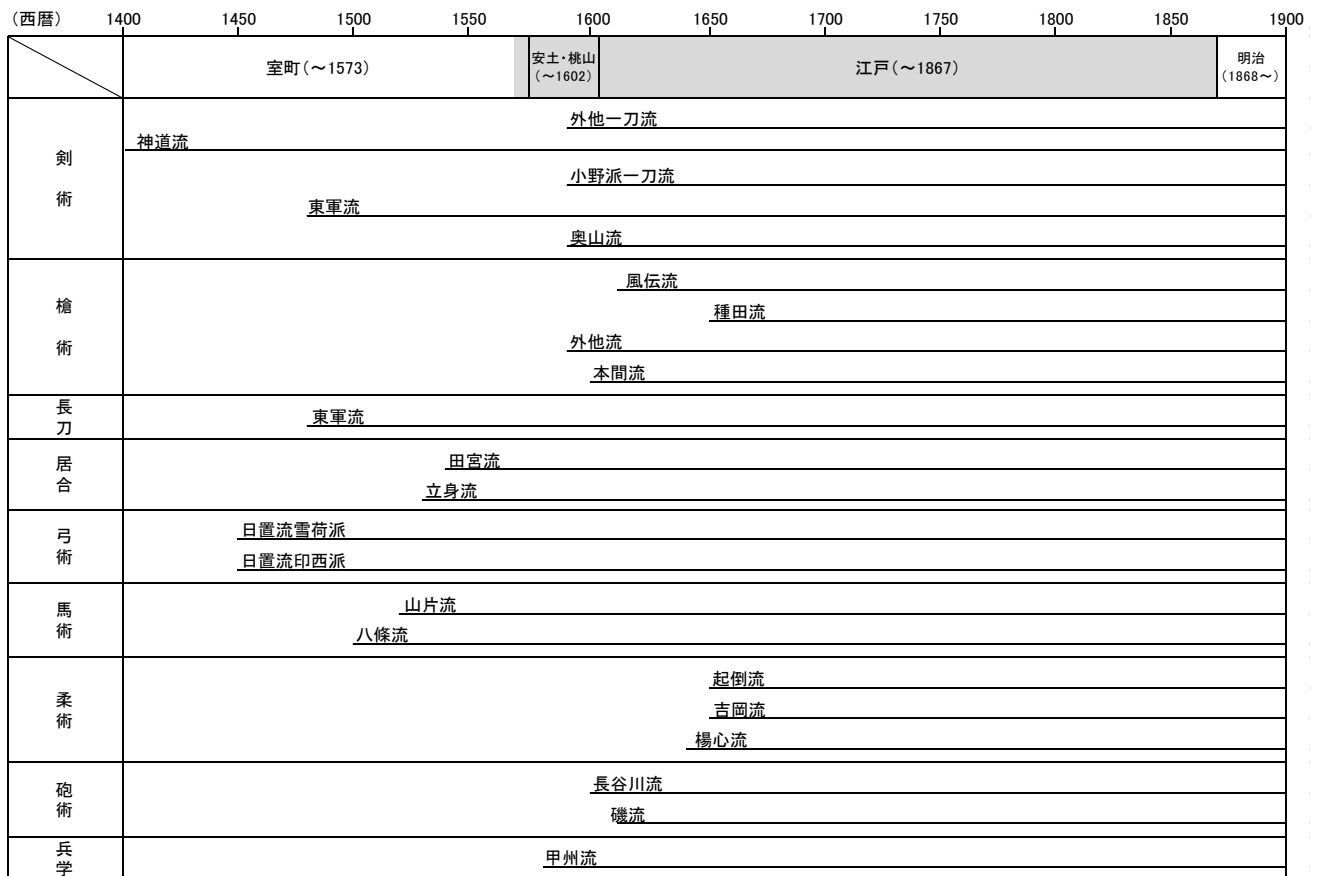 （西暦） 1400 1450 1500 1550 1600 1650 1700 1750 1800 1850 1900
室町（～1573）
安土・桃山
（～1602）
江戸（～1867）
明治
（1868～）
剣術
外他一刀流
神道流
小野派一刀流
東軍流
奥山流
槍術
風伝流
種田流
外他流
本間流
長刀
東軍流
居合
田宮流
立身流
弓術
日置流雪荷派
日置流印西派
馬術
山片流
八條流
柔術
起倒流
吉岡流
楊心流
砲術
長谷川流
磯流
兵学
甲州流